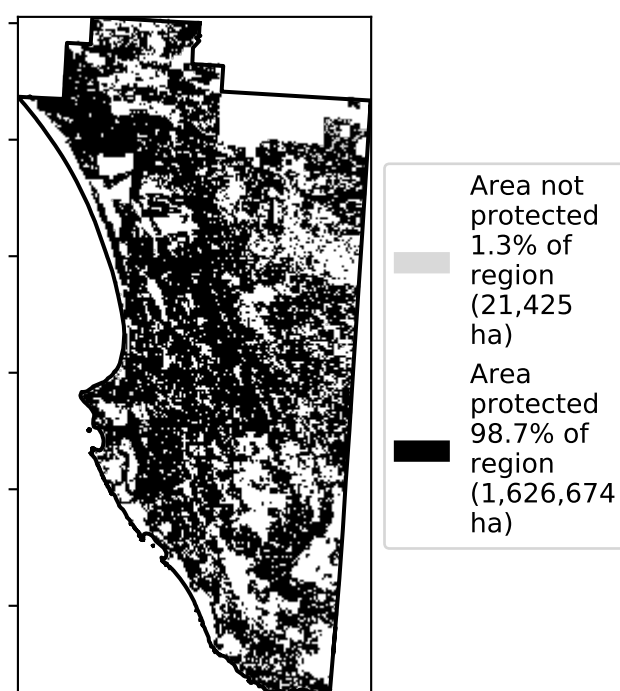 Area not
protected
1.3% of
region
(21,425
ha)
Area
protected
98.7% of
region
(1,626,674
ha)